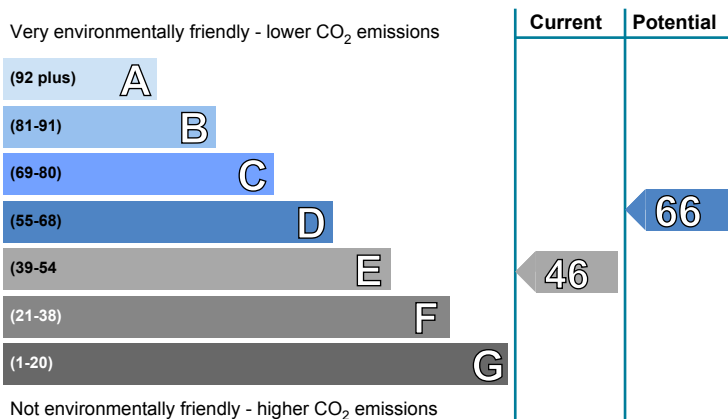 Very environmentally friendly - lower CO2 emissions
Current
Potential
(92 plus) A
(81-91) B
(69-80) C
(55-68) D
66
(39-54 E
46
(21-38) F
(1-20) G
Not environmentally friendly - higher CO2 emissions